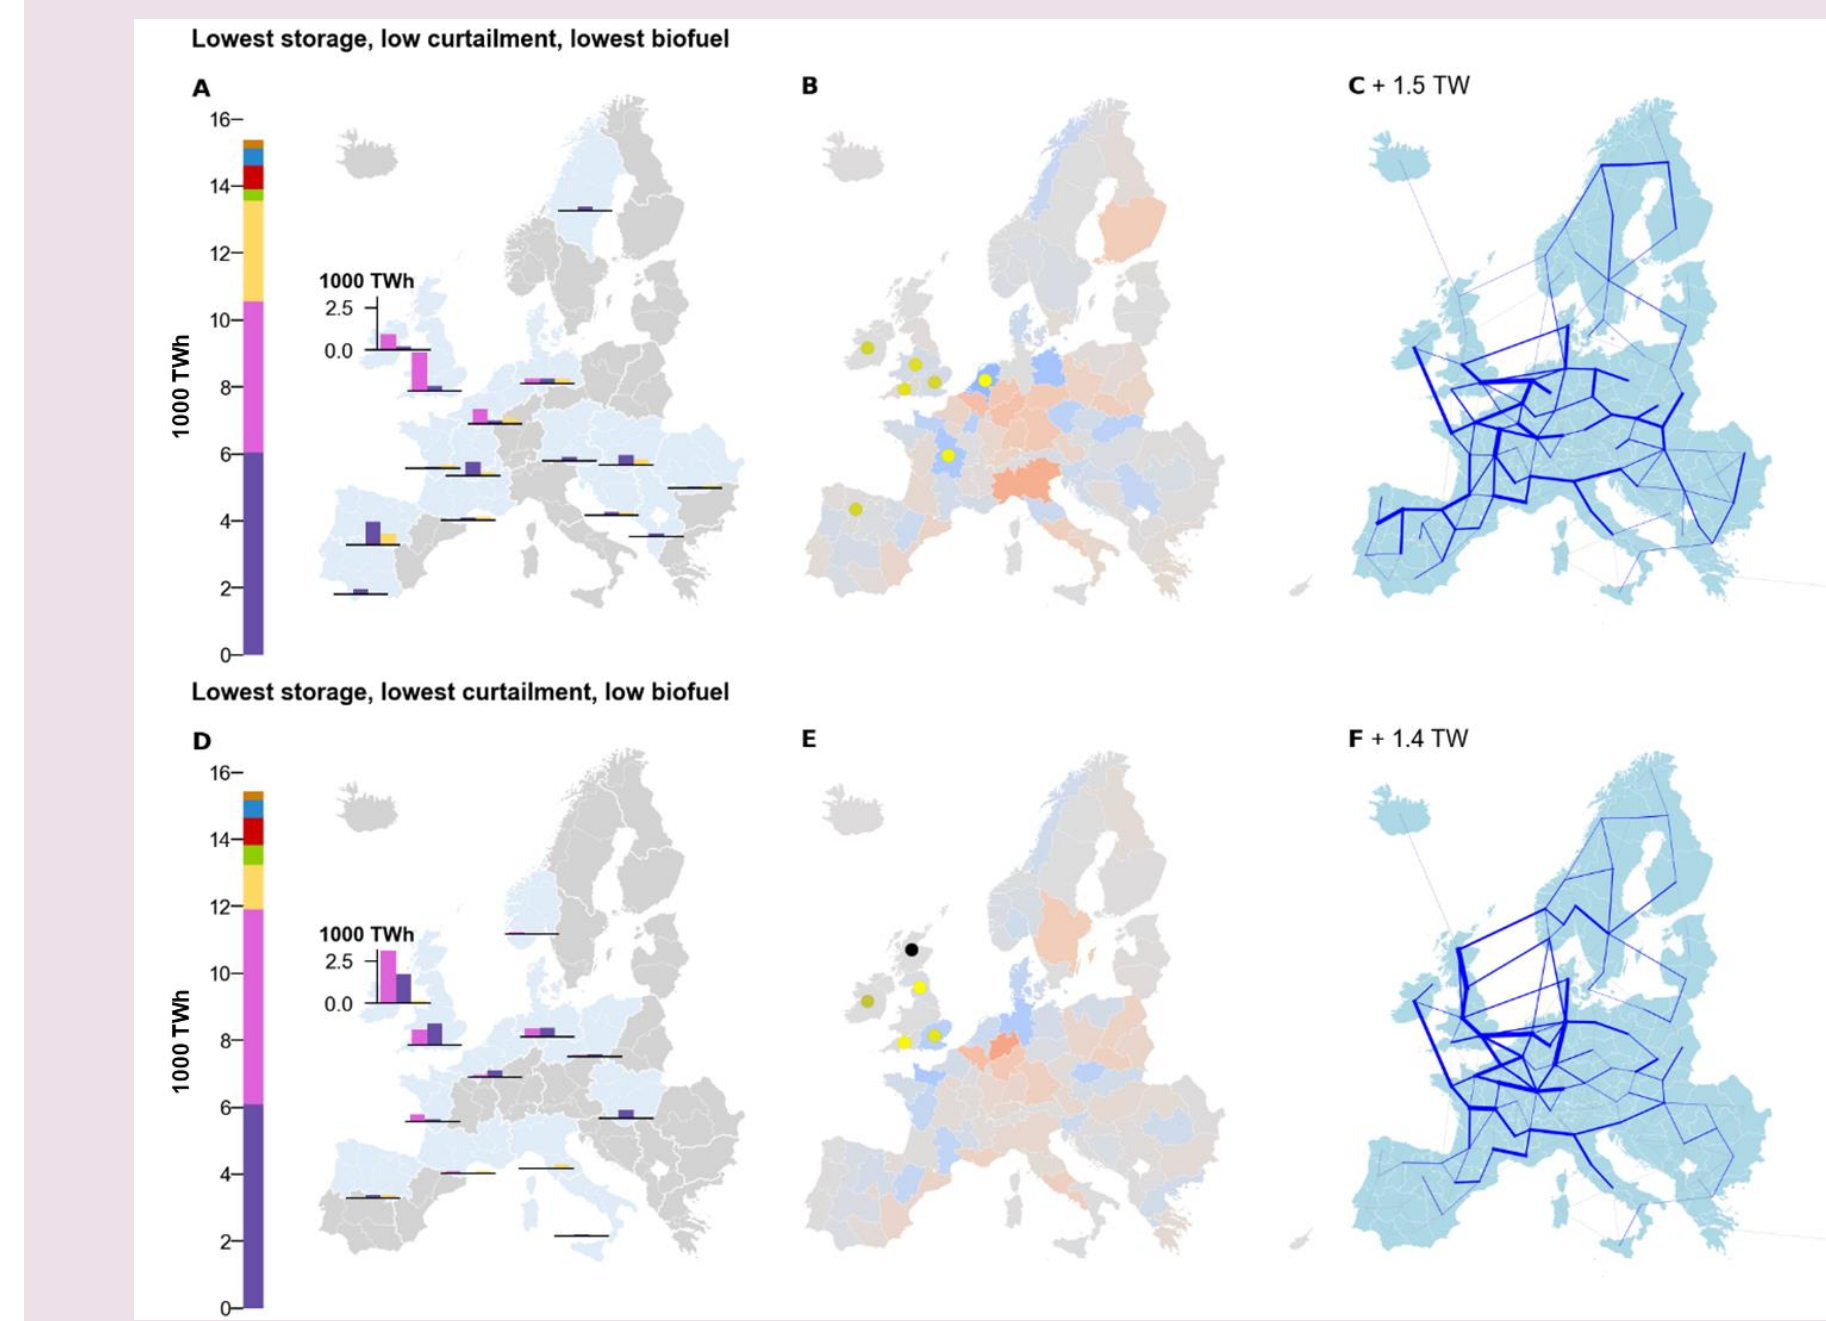 Lowest storage, low curtailment, lowest biofuel
A
B
C + 1.5 TW
16
14
12
10
8
6
4
2
0
1000 TWh
1000 TWh
2.5
0.0
Lowest storage, lowest curtailment, low biofuel
D
E
F + 1.4 TW
16
14
12
10
8
6
4
2
0
1000 TWh
1000 TWh
2.5
0.0